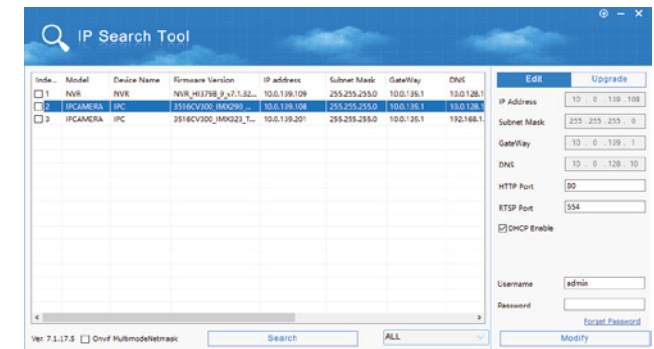 IP Search Tool
Inde... Model Device Name Firmware Version IP address Subnet Mask GateWay DNS
1 NVR NVR NVR_HI3798_9_v7.1.32... 10.0.139.109 255.255.255.0 10.0.139.1 10.0.128.1
2 IPCAMERA IPC 3516CV300_IMX290_... 10.0.139.108 255.255.255.0 10.0.139.1 10.0.128.1
3 IPCAMERA IPC 3516CV300_IMX323_T... 10.0.139.201 255.255.255.0 10.0.139.1 192.168.1.
Edit Upgrade
IP Address 10 . 0 . 139 . 108
Subnet Mask 255 . 255 . 255 . 0
GateWay 10 . 0 . 139 . 1
DNS 10 . 0 . 128 . 10
HTTP Port 80
RTSP Port 554
DHCP Enable
Username admin
Password
Forget Password
Modify
Ver: 7.1.17.5 Onvif MultimodeNetmask Search ALL